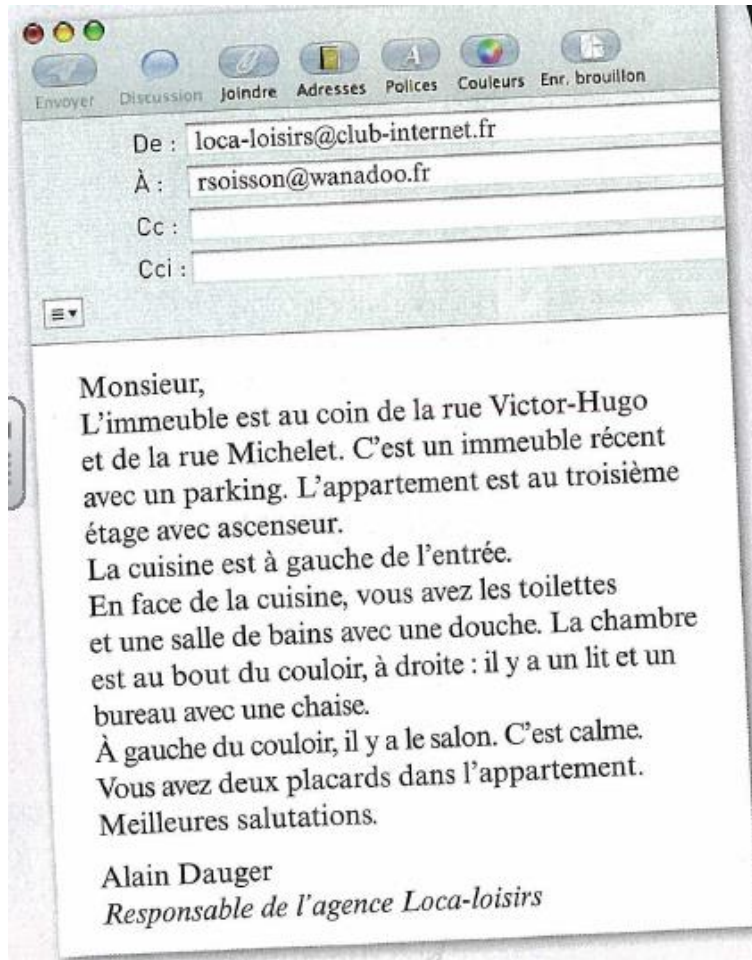 Envoyer Discussion Joindre Adresses Polices Couleurs Enr. brouillon
De : loca-loisirs@club-internet.fr
À : rsoisson@wanadoo.fr
Cc :
Cci :
Monsieur,
L'immeuble est au coin de la rue Victor-Hugo
et de la rue Michelet. C'est un immeuble récent
avec un parking. L'appartement est au troisième
étage avec ascenseur.
La cuisine est à gauche de l'entrée.
En face de la cuisine, vous avez les toilettes
et une salle de bains avec une douche. La chambre
est au bout du couloir, à droite : il y a un lit et un
bureau avec une chaise.
À gauche du couloir, il y a le salon. C'est calme.
Vous avez deux placards dans l'appartement.
Meilleures salutations.
Alain Dauger
Responsable de l'agence Loca-loisirs